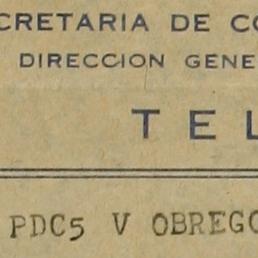 CRETARIA DE CO
DIRECCION GENE
TEL
PDC5 V OBREGO